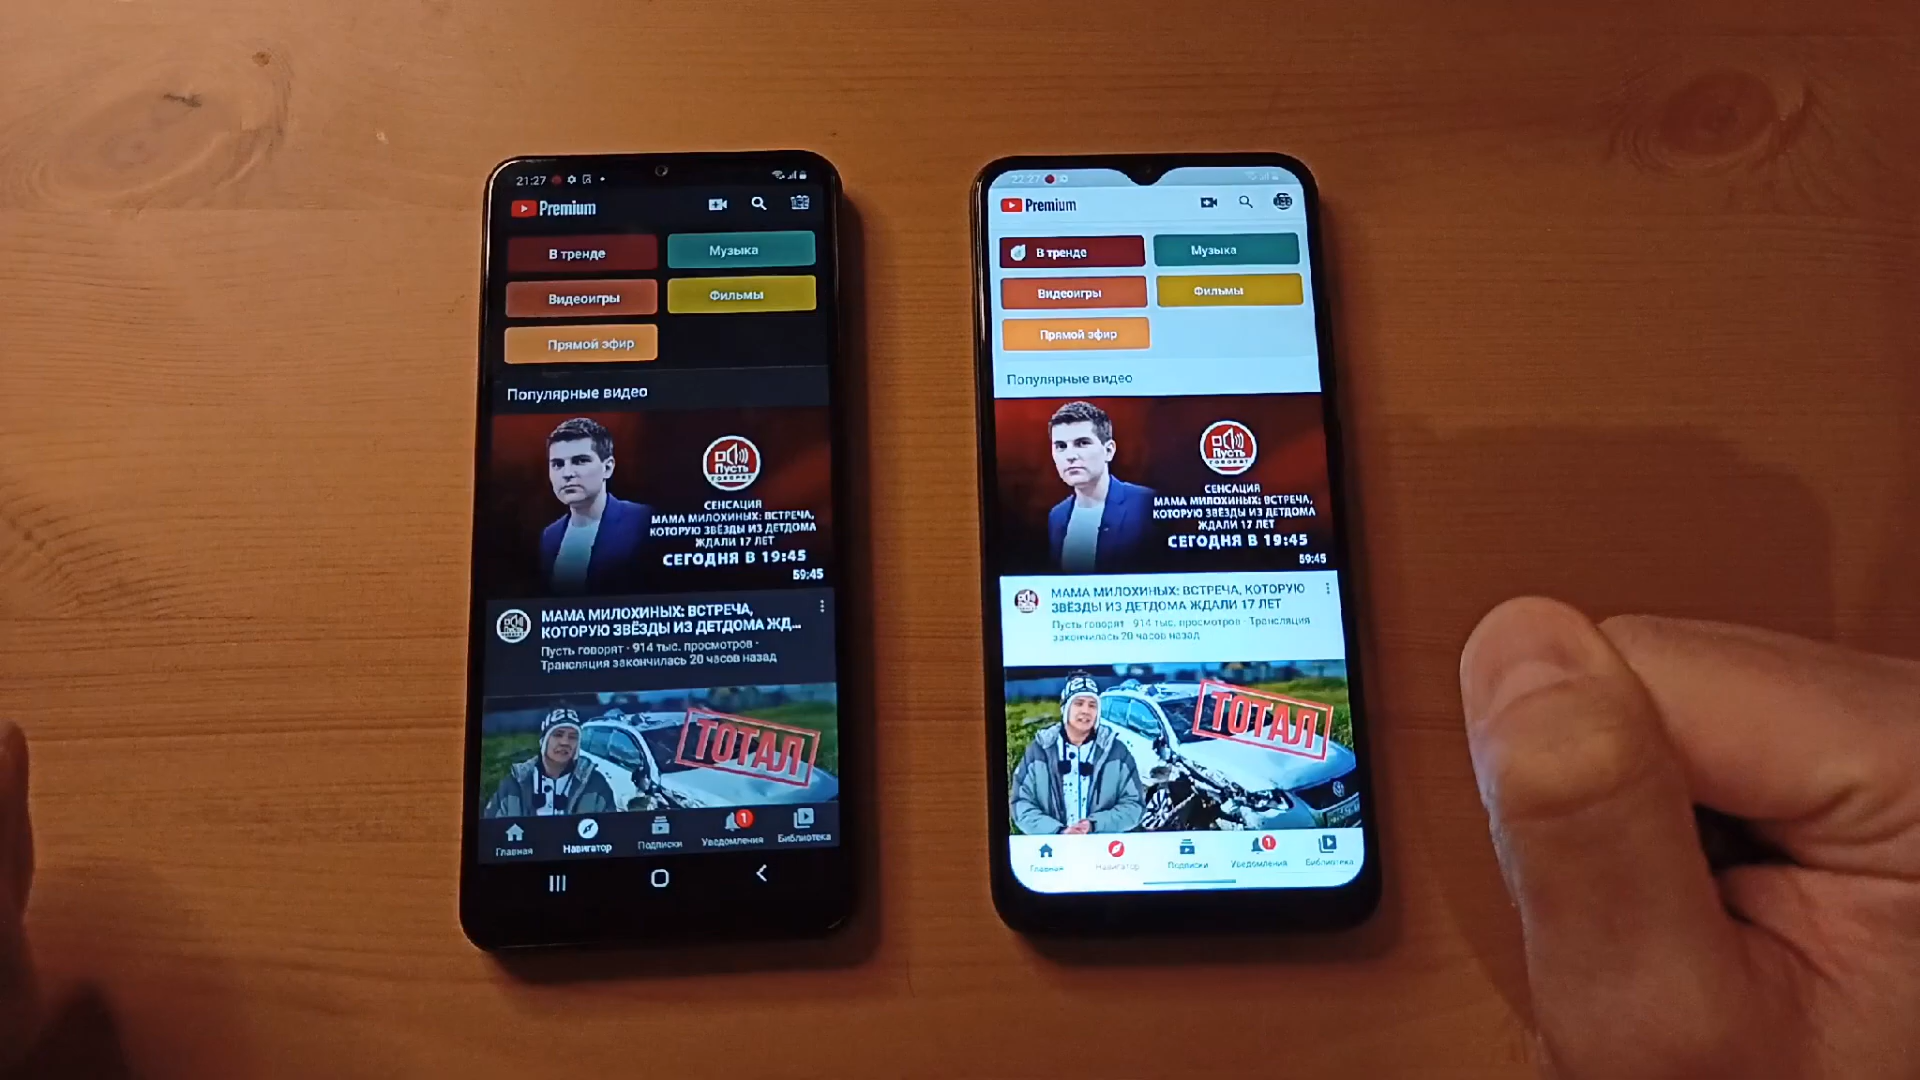 21:27
Premium
В тренде
Музыка
Видеоигры
Фильмы
Прямой эфир
Популярные видео
Пусть
говорят
СЕНСАЦИЯ
МАМА МИЛОХИНЫХ: ВСТРЕЧА,
КОТОРУЮ ЗВЁЗДЫ ИЗ ДЕТДОМА
ЖДАЛИ 17 ЛЕТ
СЕГОДНЯ В 19:45
59:45
МАМА МИЛОХИНЫХ: ВСТРЕЧА,
КОТОРУЮ ЗВЁЗДЫ ИЗ ДЕТДОМА ЖД...
Пусть говорят · 914 тыс. просмотров ·
Трансляция закончилась 20 часов назад
ТОТАЛ
Главная
Навигатор
Подписки
1
Уведомления
Библиотека
22:27
Premium
В тренде
Музыка
Видеоигры
Фильмы
Прямой эфир
Популярные видео
Пусть
говорят
СЕНСАЦИЯ
МАМА МИЛОХИНЫХ: ВСТРЕЧА,
КОТОРУЮ ЗВЁЗДЫ ИЗ ДЕТДОМА
ЖДАЛИ 17 ЛЕТ
СЕГОДНЯ В 19:45
59:45
МАМА МИЛОХИНЫХ: ВСТРЕЧА, КОТОРУЮ
ЗВЁЗДЫ ИЗ ДЕТДОМА ЖДАЛИ 17 ЛЕТ
Пусть говорят · 914 тыс. просмотров · Трансляция
закончилась 20 часов назад
ТОТАЛ
Главная
Навигатор
Подписки
1
Уведомления
Библиотека